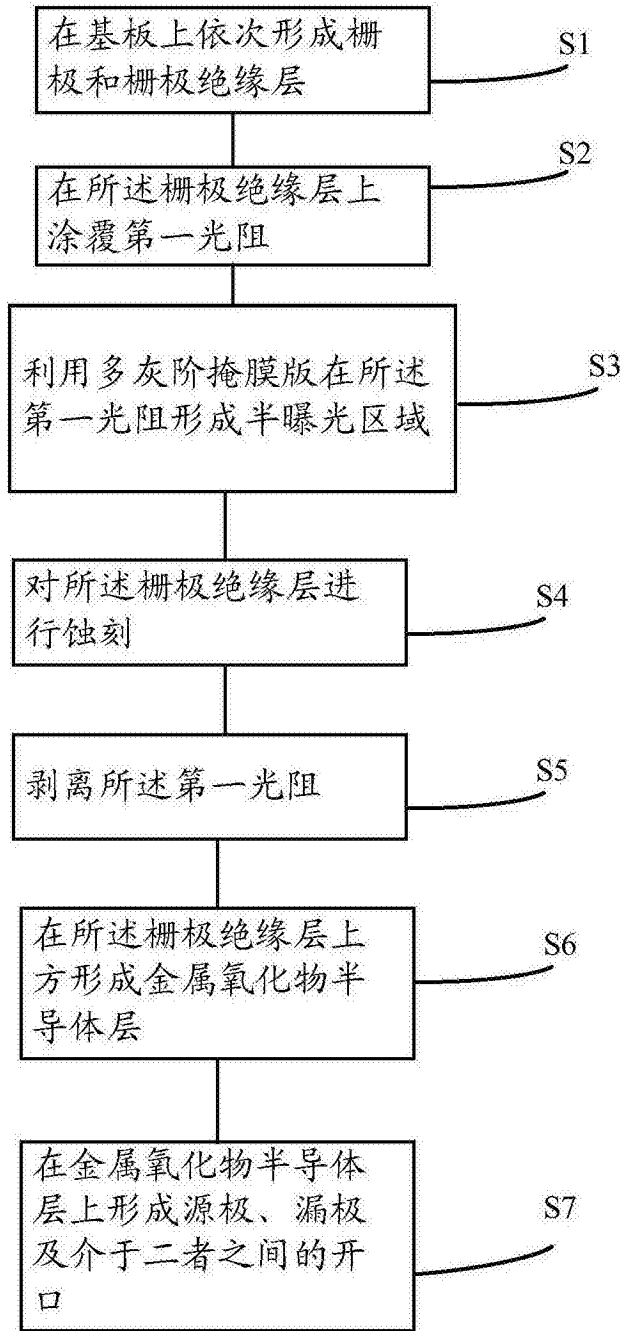 在基板上依次形成栅
极和栅极绝缘层
S1
在所述栅极绝缘层上
涂覆第一光阻
S2
利用多灰阶掩膜版在所述
第一光阻形成半曝光区域
S3
对所述栅极绝缘层进
行蚀刻
S4
剥离所述第一光阻
S5
在所述栅极绝缘层上
方形成金属氧化物半
导体层
S6
在金属氧化物半导体
层上形成源极、漏极
及介于二者之间的开
口
S7